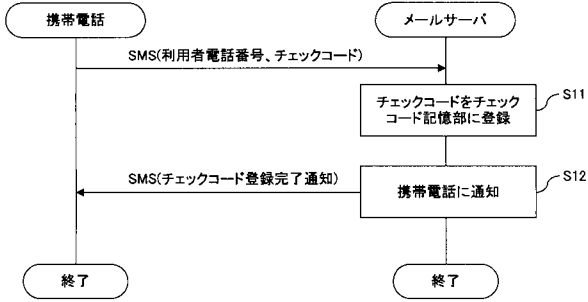 携帯電話
メールサーバ
SMS(利用者電話番号、チェックコード)
チェックコードをチェック
コード記憶部に登録
S11
SMS(チェックコード登録完了通知)
携帯電話に通知
S12
終了
終了